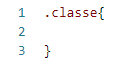 1 .classe{
2
3 }